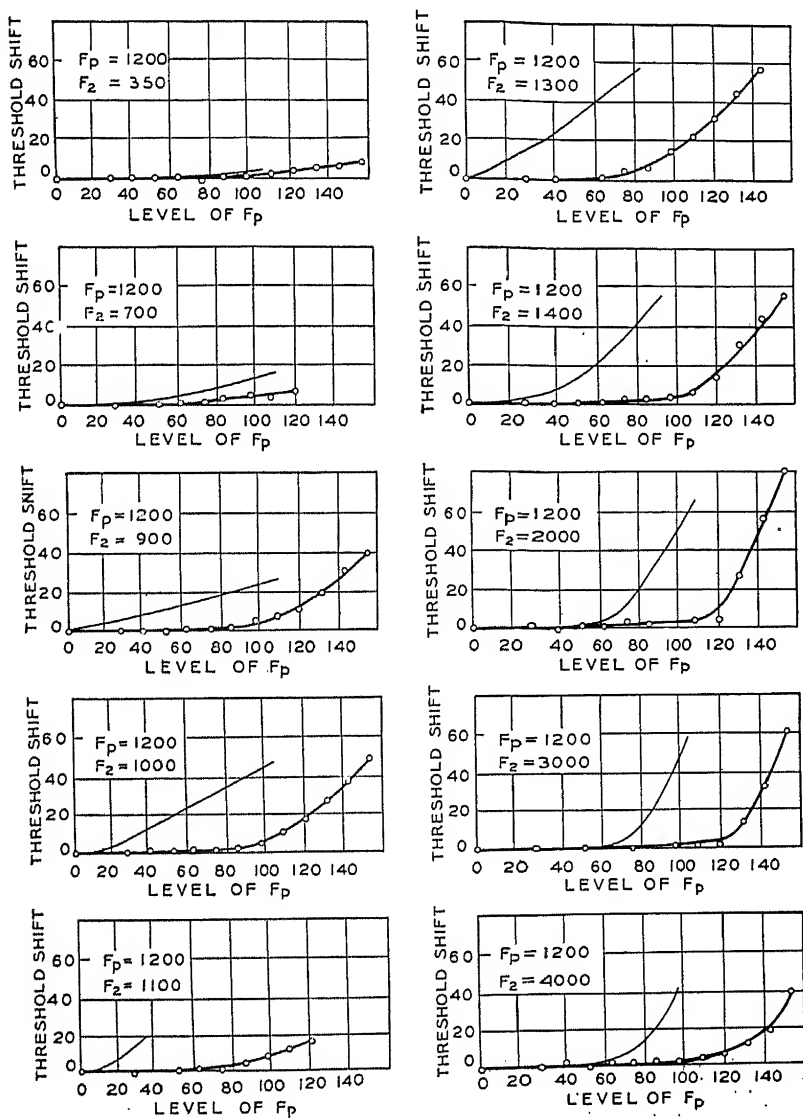 THRESHOLD SHIFT
Fp = 1200
F2 = 350
60
40
20
0
0 20 40 60 80 100 120 140
LEVEL OF Fp
THRESHOLD SHIFT
Fp = 1200
F2 = 1300
60
40
20
0
0 20 40 60 80 100 120 140
LEVEL OF Fp
THRESHOLD SHIFT
Fp = 1200
F2 = 700
60
40
20
0
0 20 40 60 80 100 120 140
LEVEL OF Fp
THRESHOLD SHIFT
Fp = 1200
F2 = 1400
60
40
20
0
0 20 40 60 80 100 120 140
LEVEL OF Fp
THRESHOLD SNIFT
Fp = 1200
F2 = 900
60
40
20
0
0 20 40 60 80 100 120 140
LEVEL OF Fp
THRESHOLD SHIFT
Fp = 1200
F2 = 2000
60
40
20
0
0 20 40 60 80 100 120 140
LEVEL OF Fp
THRESHOLD SHIFT
Fp = 1200
F2 = 1000
60
40
20
0
0 20 40 60 80 100 120 140
LEVEL OF Fp
THRESHOLD SHIFT
Fp = 1200
F2 = 3000
60
40
20
0
0 20 40 60 80 100 120 140
LEVEL OF Fp
THRESHOLD SHIFT
Fp = 1200
F2 = 1100
60
40
20
0
0 20 40 60 80 100 120 140
LEVEL OF Fp
THRESHOLD SHIFT
Fp = 1200
F2 = 4000
60
40
20
0
0 20 40 60 80 100 120 140
LEVEL OF Fp